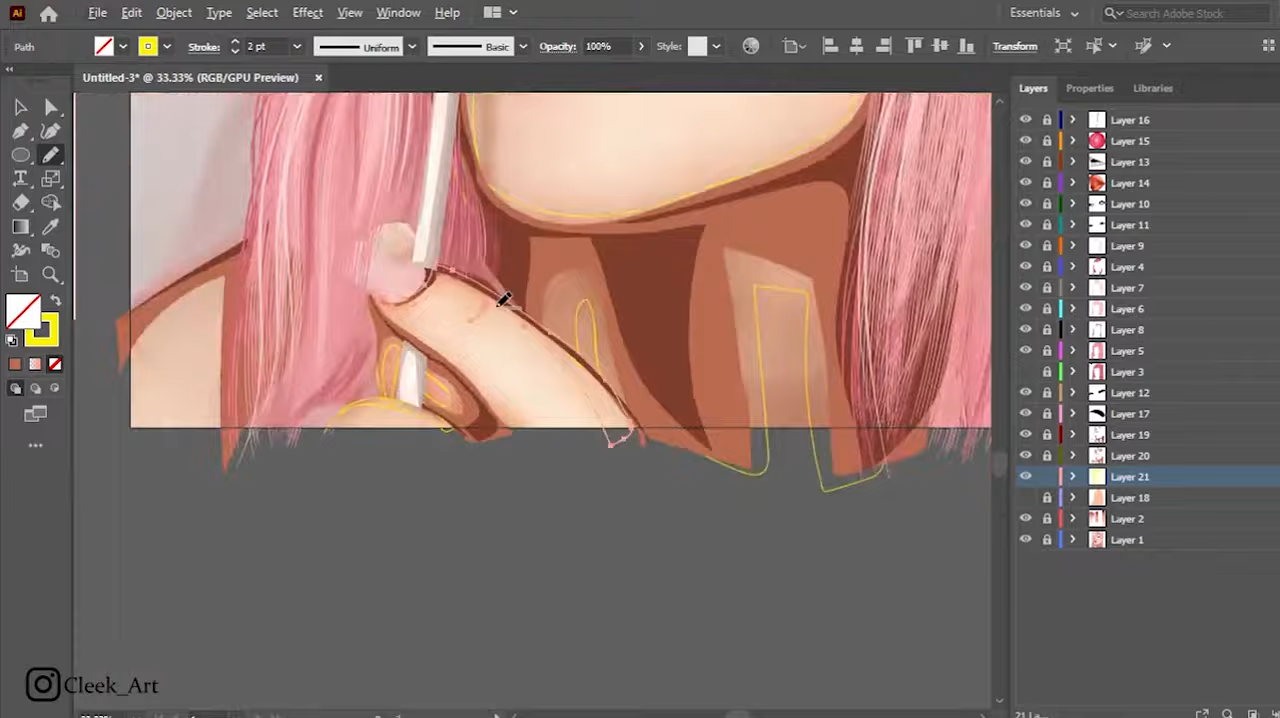 Ai File Edit Object Type Select Effect View Window Help Essentials Search Adobe Stock
Path Stroke: 2 pt Uniform Basic Opacity: 100% Style: Transform
Untitled-3* @ 33.33% (RGB/GPU Preview) ×
Layers Properties Libraries
Layer 16
Layer 15
Layer 13
Layer 14
Layer 10
Layer 11
Layer 9
Layer 4
Layer 7
Layer 6
Layer 8
Layer 5
Layer 3
Layer 12
Layer 17
Layer 19
Layer 20
Layer 21
Layer 18
Layer 2
Layer 1
Cleek_Art